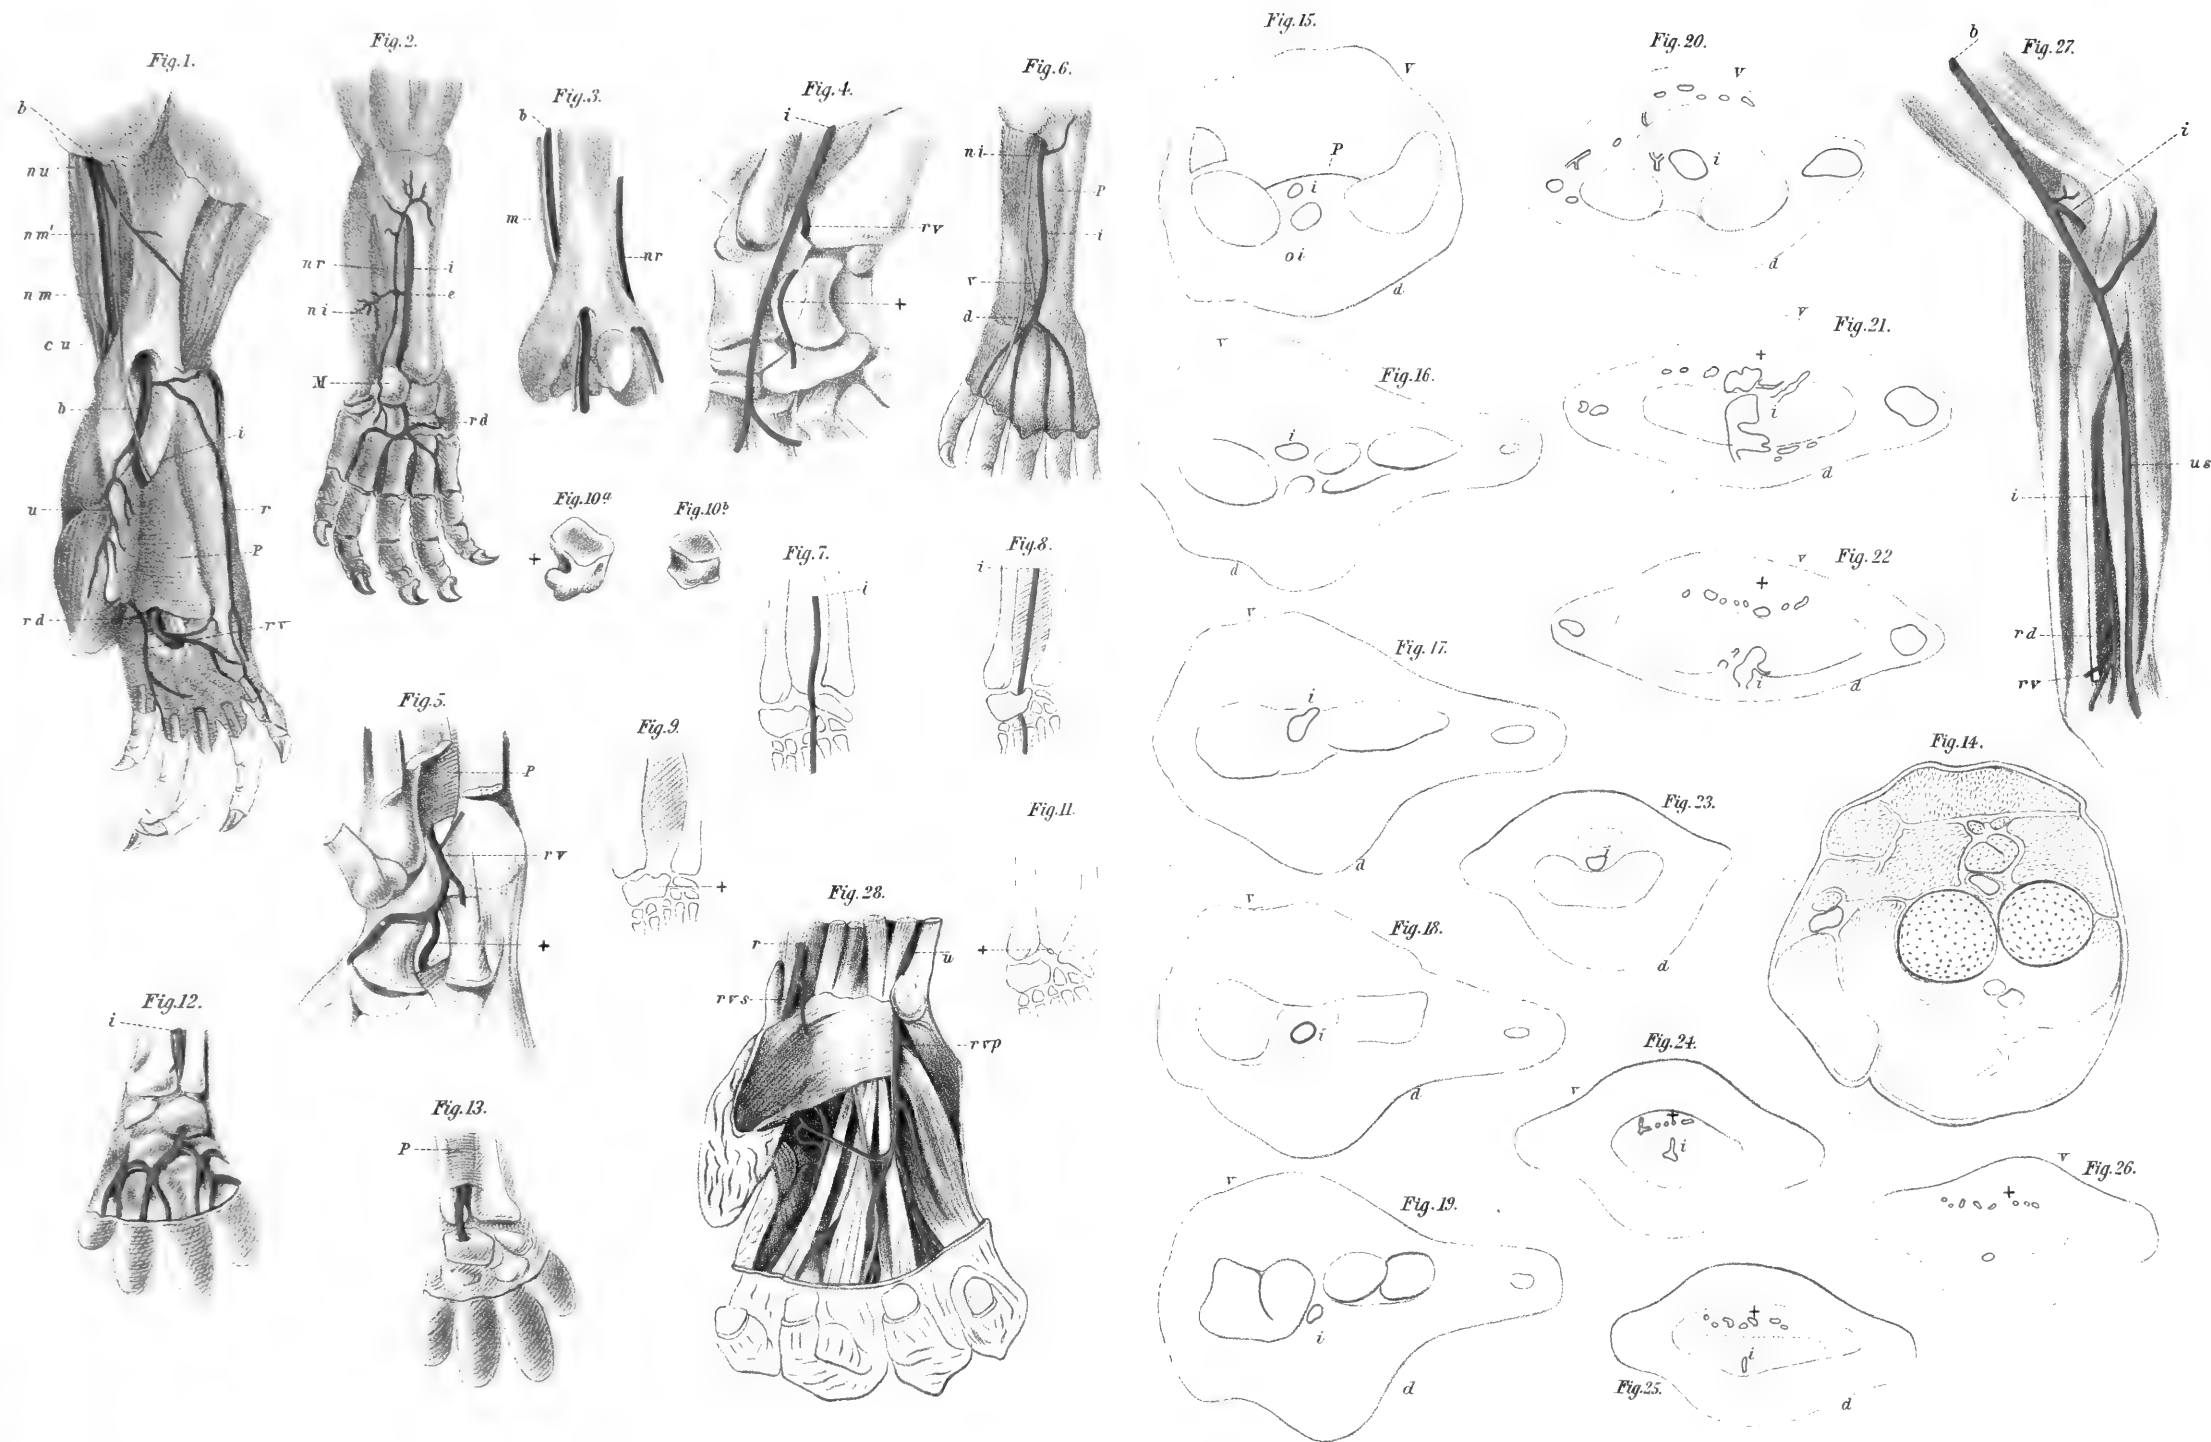 Fig.1.
b
nu
nm'
nm
cu
b
i
u
r
P
rd
rv
Fig.2.
nr
i
e
ni
M
rd
Fig.3.
b
m
nr
Fig.4.
i
rv
+
Fig.6.
ni
P
i
v
d
Fig.10a
+
Fig.10b
Fig.7.
i
Fig.8.
i
Fig.5.
P
rv
+
Fig.9.
+
Fig.11.
+
Fig.12.
i
Fig.13.
P
Fig.28.
r
u
rvs
rvp
Fig.15.
v
P
i
oi
d
Fig.16.
v
i
d
Fig.17.
v
i
d
Fig.18.
v
i
d
Fig.19.
v
i
d
Fig.20.
v
i
d
Fig.21.
v
+
i
d
Fig.22
v
+
i
d
Fig.23.
i
d
Fig.24.
v
+
i
Fig.25.
+
i
d
Fig.26.
v
+
Fig.14.
Fig.27.
b
i
us
i
rd
rv